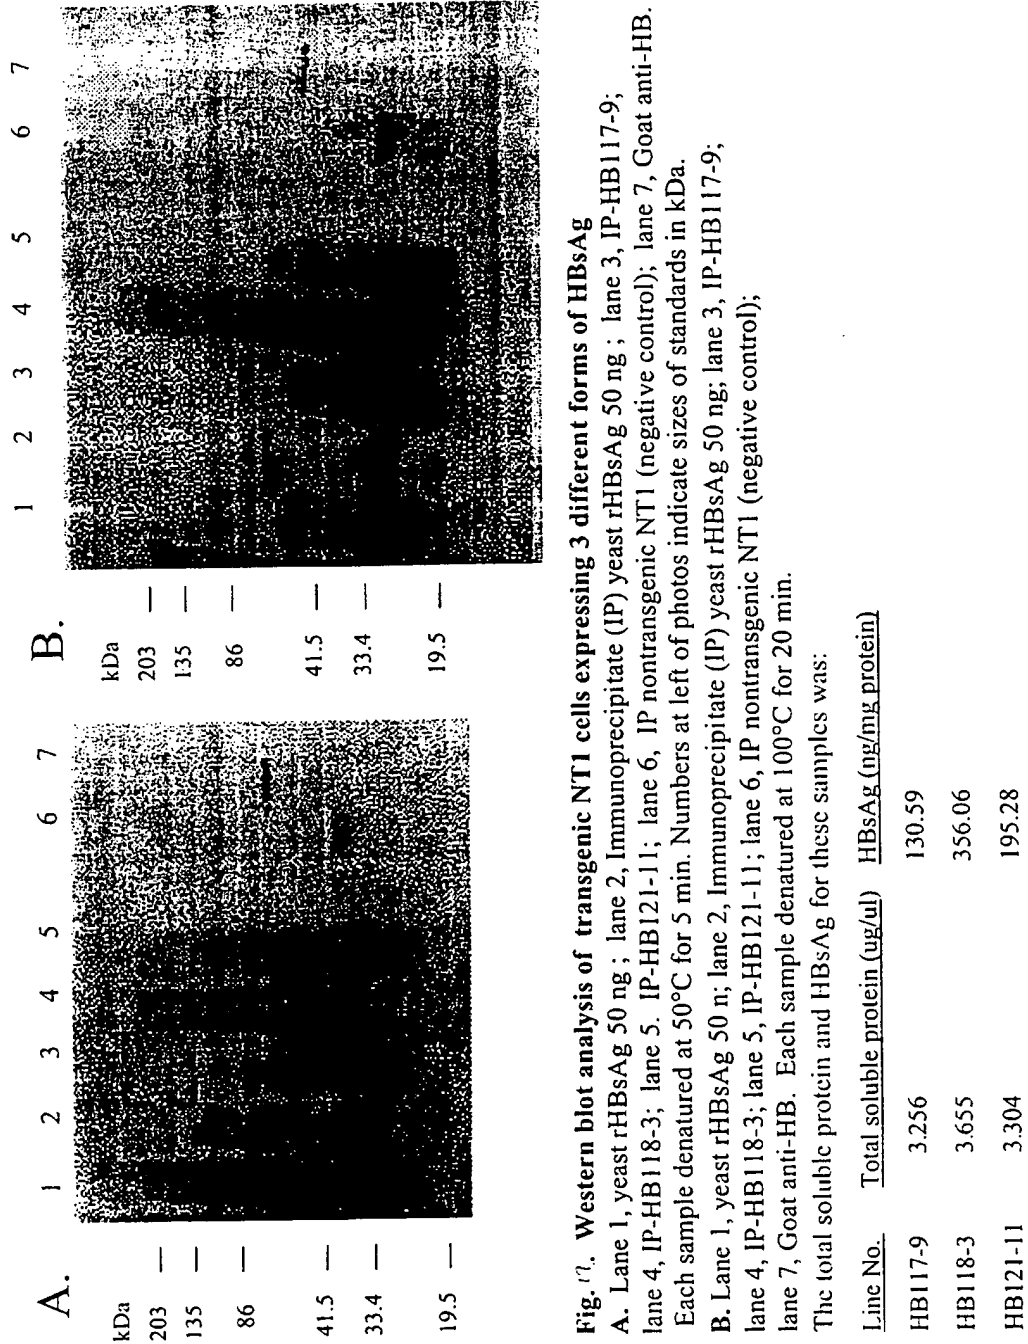 A.
1 2 3 4 5 6 7
kDa
203
135
86
41.5
33.4
19.5
B.
1 2 3 4 5 6 7
kDa
203
135
86
41.5
33.4
19.5
Fig. Western blot analysis of transgenic NT1 cells expressing 3 different forms of HBsAg
A. Lane 1, yeast rHBsAg 50 ng ; lane 2, Immunoprecipitate (IP) yeast rHBsAg 50 ng ; lane 3, IP-HB117-9;
lane 4, IP-HB118-3; lane 5. IP-HB121-11; lane 6, IP nontransgenic NT1 (negative control); lane 7, Goat anti-HB.
Each sample denatured at 50°C for 5 min. Numbers at left of photos indicate sizes of standards in kDa.
B. Lane 1, yeast rHBsAg 50 n; lane 2, Immunoprecipitate (IP) yeast rHBsAg 50 ng; lane 3, IP-HB117-9;
lane 4, IP-HB118-3; lane 5, IP-HB121-11; lane 6, IP nontransgenic NT1 (negative control);
lane 7, Goat anti-HB. Each sample denatured at 100°C for 20 min.
The total soluble protein and HBsAg for these samples was:
Line No. Total soluble protein (ug/ul) HBsAg (ng/mg protein)
HB117-9 3.256 130.59
HB118-3 3.655 356.06
HB121-11 3.304 195.28